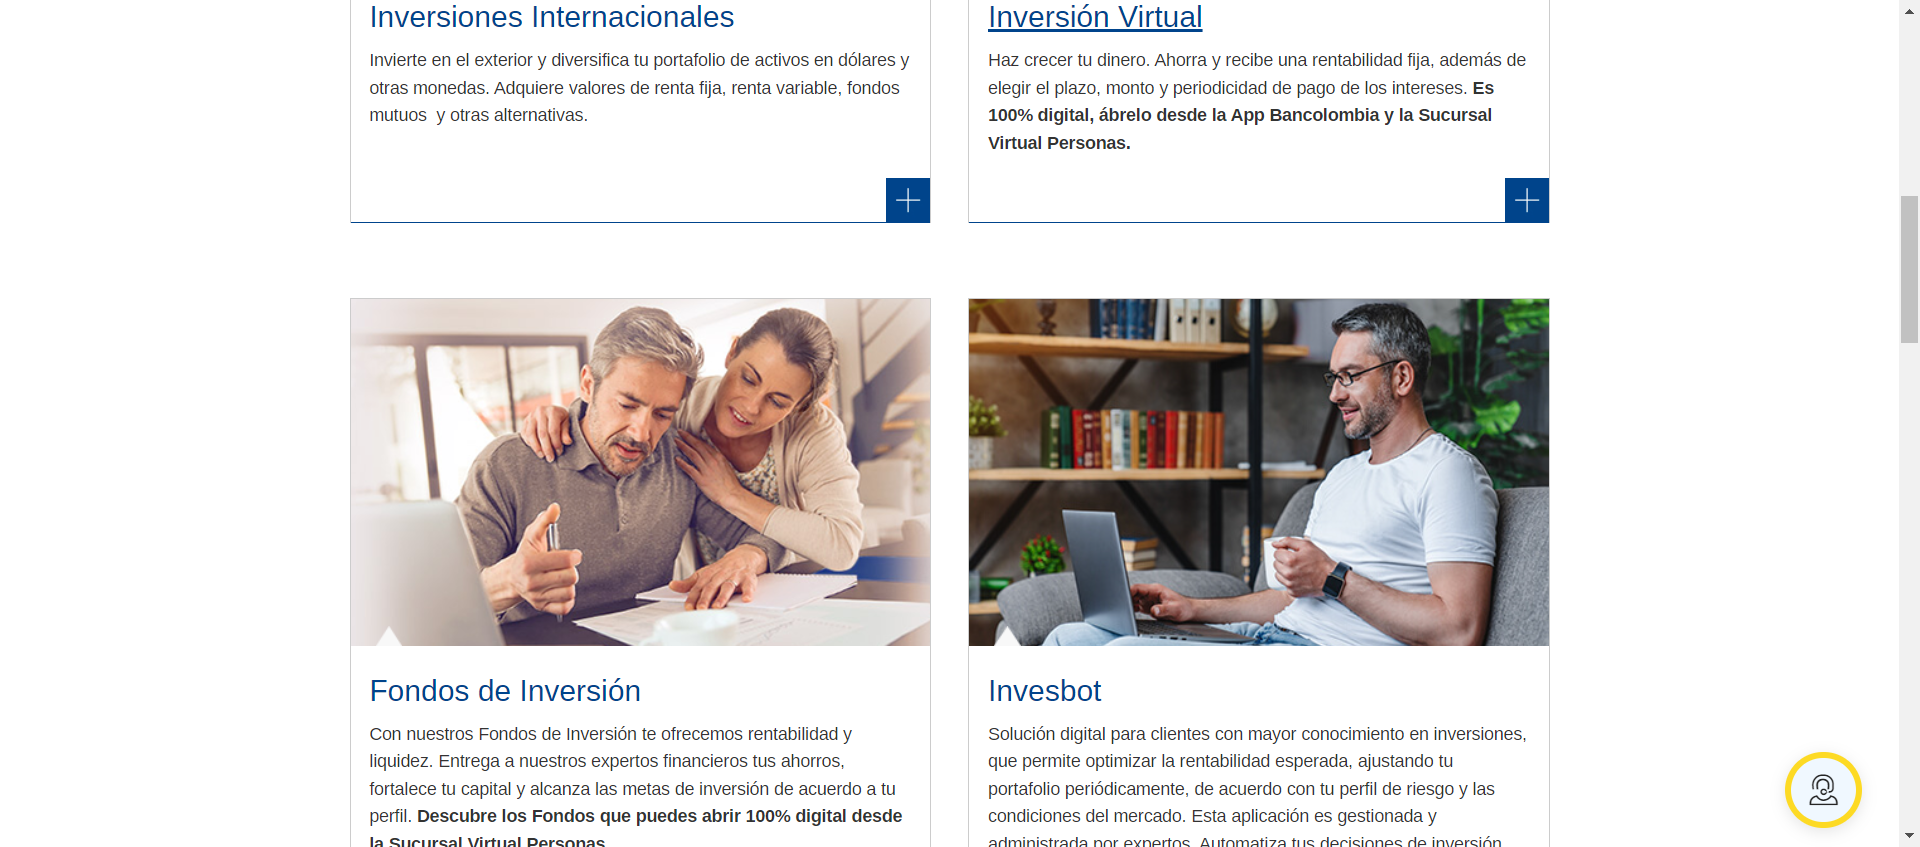 Inversiones Internacionales
Invierte en el exterior y diversifica tu portafolio de activos en dólares y
otras monedas. Adquiere valores de renta fija, renta variable, fondos
mutuos  y otras alternativas.
Inversión Virtual
Haz crecer tu dinero. Ahorra y recibe una rentabilidad fija, además de
elegir el plazo, monto y periodicidad de pago de los intereses. Es
100% digital, ábrelo desde la App Bancolombia y la Sucursal
Virtual Personas.
Fondos de Inversión
Con nuestros Fondos de Inversión te ofrecemos rentabilidad y
liquidez. Entrega a nuestros expertos financieros tus ahorros,
fortalece tu capital y alcanza las metas de inversión de acuerdo a tu
perfil. Descubre los Fondos que puedes abrir 100% digital desde
la Sucursal Virtual Personas.
Invesbot
Solución digital para clientes con mayor conocimiento en inversiones,
que permite optimizar la rentabilidad esperada, ajustando tu
portafolio periódicamente, de acuerdo con tu perfil de riesgo y las
condiciones del mercado. Esta aplicación es gestionada y
administrada por expertos. Automatiza tus decisiones de inversión